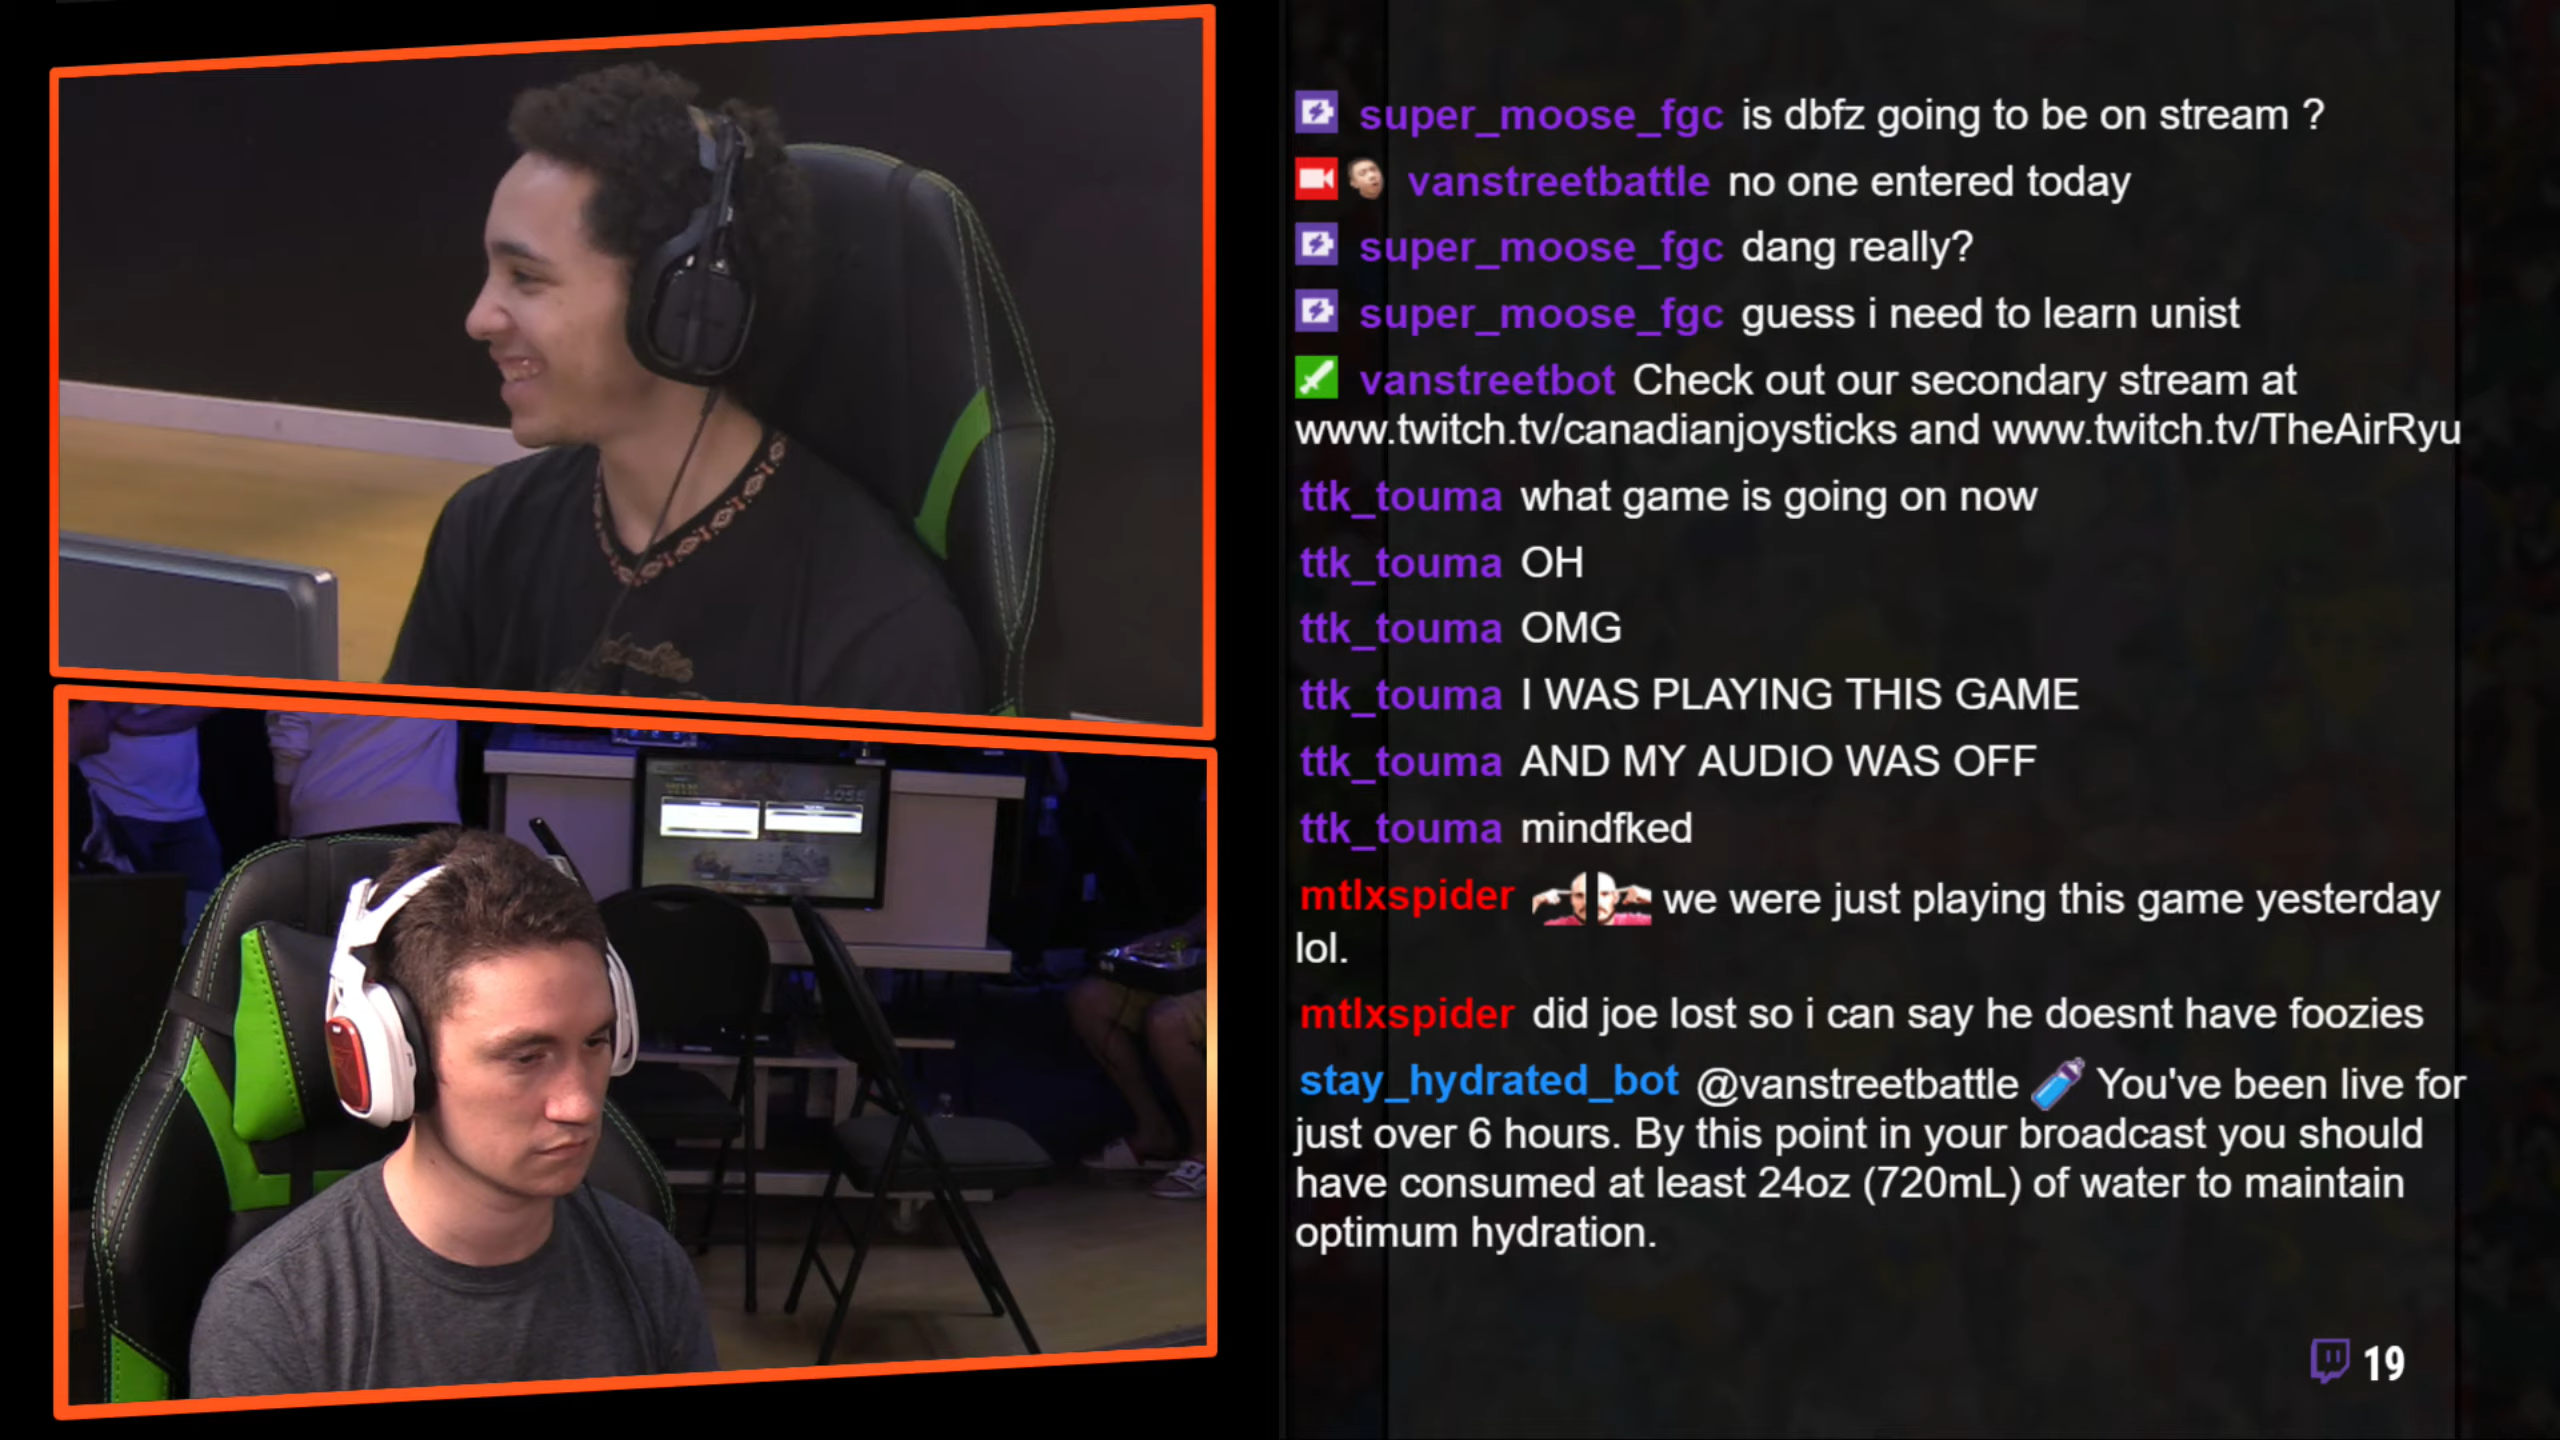 super_moose_fgc is dbfz going to be on stream ?
vanstreetbattle no one entered today
super_moose_fgc dang really?
super_moose_fgc guess i need to learn unist
vanstreetbot Check out our secondary stream at
www.twitch.tv/canadianjoysticks and www.twitch.tv/TheAirRyu
ttk_touma what game is going on now
ttk_touma OH
ttk_touma OMG
ttk_touma I WAS PLAYING THIS GAME
ttk_touma AND MY AUDIO WAS OFF
ttk_touma mindfked
mtlxspider we were just playing this game yesterday
lol.
mtlxspider did joe lost so i can say he doesnt have foozies
stay_hydrated_bot @vanstreetbattle You've been live for
just over 6 hours. By this point in your broadcast you should
have consumed at least 24oz (720mL) of water to maintain
optimum hydration.
19